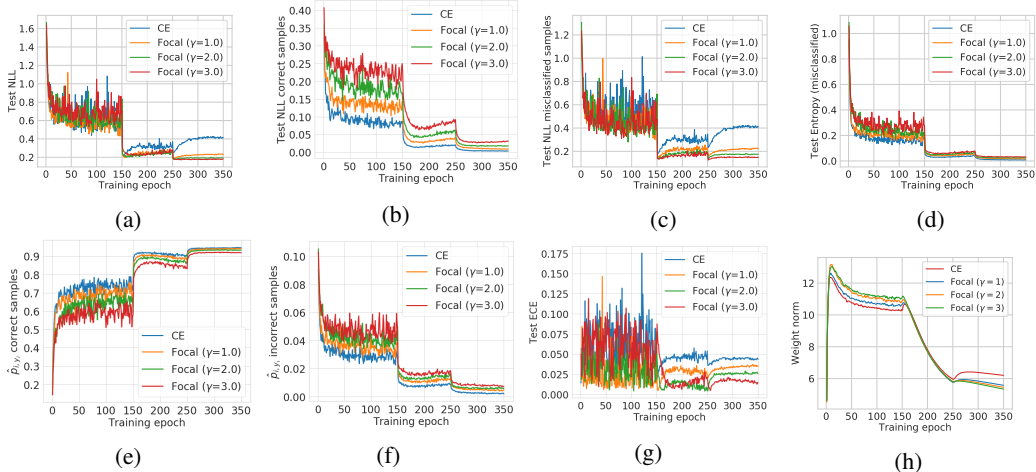 Test NLL
1.6
1.4
1.2
1.0
0.8
0.6
0.4
0.2
CE
Focal (γ=1.0)
Focal (γ=2.0)
Focal (γ=3.0)
0 50 100 150 200 250 300 350
Training epoch
(a)
Test NLL correct samples
0.40
0.35
0.30
0.25
0.20
0.15
0.10
0.05
0.00
CE
Focal (γ=1.0)
Focal (γ=2.0)
Focal (γ=3.0)
0 50 100 150 200 250 300 350
Training epoch
(b)
Test NLL misclassified samples
1.2
1.0
0.8
0.6
0.4
0.2
CE
Focal (γ=1.0)
Focal (γ=2.0)
Focal (γ=3.0)
0 50 100 150 200 250 300 350
Training epoch
(c)
Test Entropy (misclassified)
1.0
0.8
0.6
0.4
0.2
0.0
CE
Focal (γ=1.0)
Focal (γ=2.0)
Focal (γ=3.0)
0 50 100 150 200 250 300 350
Training epoch
(d)
p̂i,yi correct samples
0.9
0.8
0.7
0.6
0.5
0.4
0.3
0.2
CE
Focal (γ=1.0)
Focal (γ=2.0)
Focal (γ=3.0)
0 50 100 150 200 250 300 350
Training epoch
(e)
p̂i,yi incorrect samples
0.10
0.08
0.06
0.04
0.02
0.00
CE
Focal (γ=1.0)
Focal (γ=2.0)
Focal (γ=3.0)
0 50 100 150 200 250 300 350
Training epoch
(f)
Test ECE
0.175
0.150
0.125
0.100
0.075
0.050
0.025
0.000
CE
Focal (γ=1.0)
Focal (γ=2.0)
Focal (γ=3.0)
0 50 100 150 200 250 300 350
Training epoch
(g)
Weight norm
12
10
8
6
CE
Focal (γ=1)
Focal (γ=2)
Focal (γ=3)
0 50 100 150 200 250 300 350
Training epoch
(h)